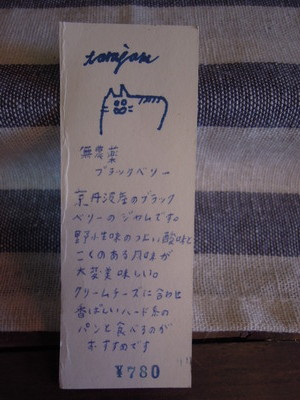 tarojam
無農薬
ブラックベリー
京丹波産のブラック
ベリーのジャムです。
野小生味のつよい酸味と
こくのある風味が
大変美味しい。
クリームチーズに合わせ
香ばしいハード系の
パンと食べるのが
おすすめです
¥780